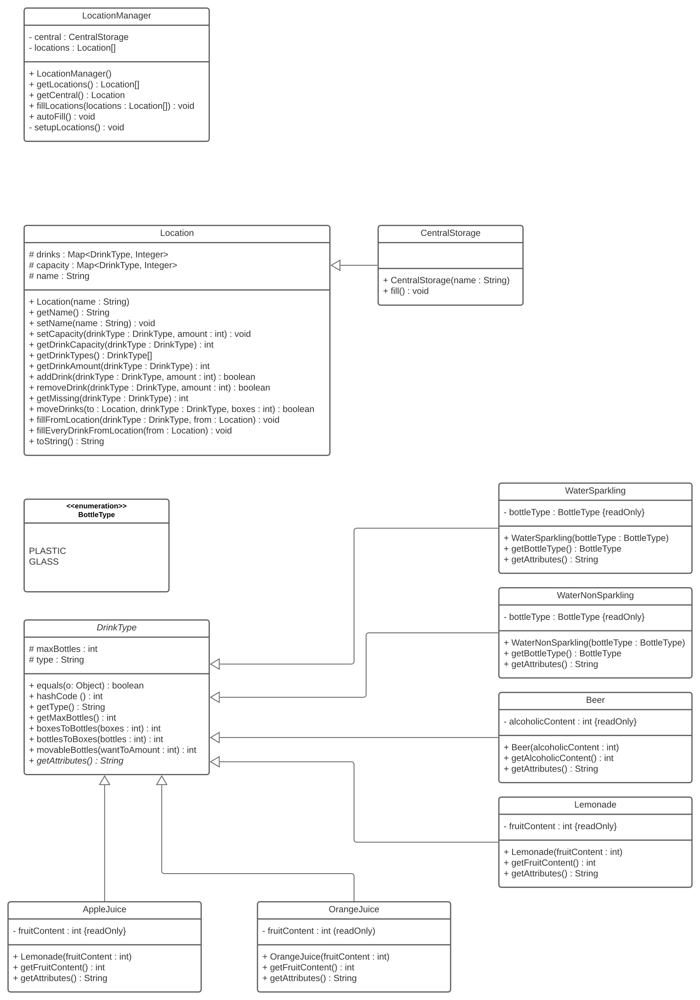 LocationManager
- central : CentralStorage
- locations : Location[]
+ LocationManager()
+ getLocations() : Location[]
+ getCentral() : Location
+ fillLocations(locations : Location[]) : void
+ autoFill() : void
- setupLocations() : void
Location
# drinks : Map<DrinkType, Integer>
# capacity : Map<DrinkType, Integer>
# name : String
+ Location(name : String)
+ getName() : String
+ setName(name : String) : void
+ setCapacity(drinkType : DrinkType, amount : int) : void
+ getDrinkCapacity(drinkType : DrinkType) : int
+ getDrinkTypes() : DrinkType[]
+ getDrinkAmount(drinkType : DrinkType) : int
+ addDrink(drinkType : DrinkType, amount : int) : boolean
+ removeDrink(drinkType : DrinkType, amount : int) : boolean
+ getMissing(drinkType : DrinkType) : int
+ moveDrinks(to : Location, drinkType : DrinkType, boxes : int) : boolean
+ fillFromLocation(drinkType : DrinkType, from : Location) : void
+ fillEveryDrinkFromLocation(from : Location) : void
+ toString() : String
CentralStorage
+ CentralStorage(name : String)
+ fill() : void
<<enumeration>>
BottleType
PLASTIC
GLASS
DrinkType
# maxBottles : int
# type : String
+ equals(o: Object) : boolean
+ hashCode () : int
+ getType() : String
+ getMaxBottles() : int
+ boxesToBottles(boxes : int) : int
+ bottlesToBoxes(bottles : int) : int
+ movableBottles(wantToAmount : int) : int
+ getAttributes() : String
WaterSparkling
- bottleType : BottleType {readOnly}
+ WaterSparkling(bottleType : BottleType)
+ getBottleType() : BottleType
+ getAttributes() : String
WaterNonSparkling
- bottleType : BottleType {readOnly}
+ WaterNonSparkling(bottleType : BottleType)
+ getBottleType() : BottleType
+ getAttributes() : String
Beer
- alcoholicContent : int {readOnly}
+ Beer(alcoholicContent : int)
+ getAlcoholicContent() : int
+ getAttributes() : String
Lemonade
- fruitContent : int {readOnly}
+ Lemonade(fruitContent : int)
+ getFruitContent() : int
+ getAttributes() : String
AppleJuice
- fruitContent : int {readOnly}
+ Lemonade(fruitContent : int)
+ getFruitContent() : int
+ getAttributes() : String
OrangeJuice
- fruitContent : int (readOnly)
+ OrangeJuice(fruitContent : int)
+ getFruitContent() : int
+ getAttributes() : String